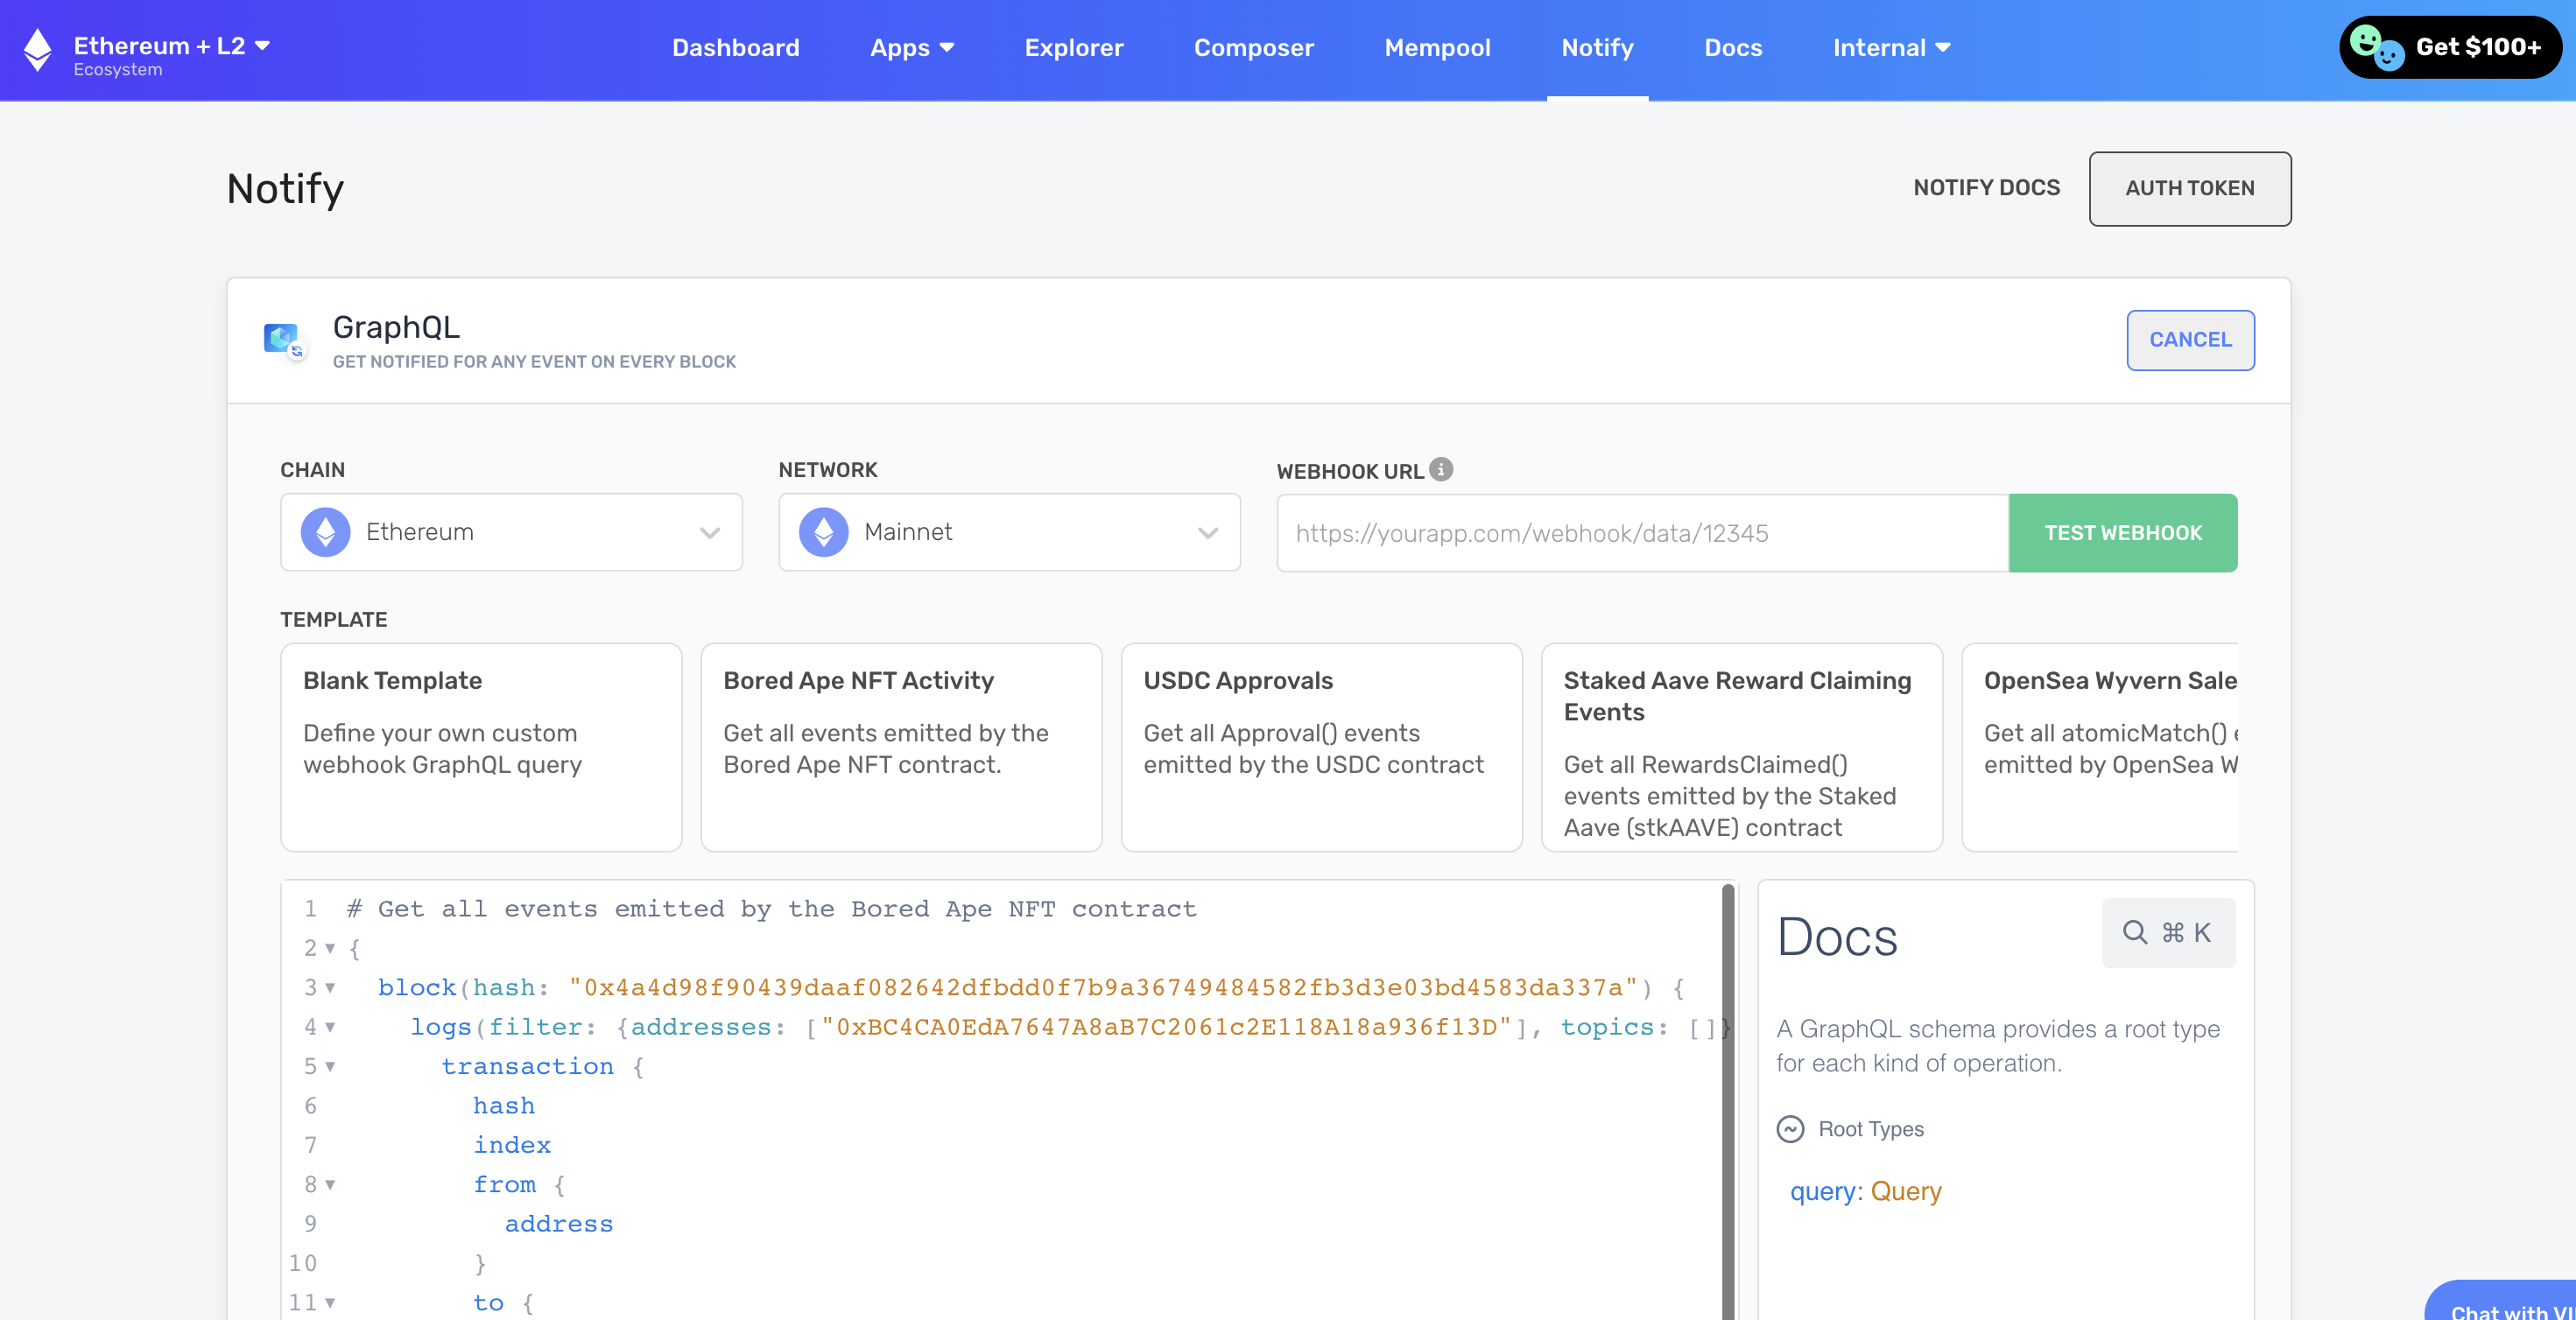 Ethereum + L2
Ecosystem
Dashboard
Apps
Explorer
Composer
Mempool
Notify
Docs
Internal
Get $100+
Notify
NOTIFY DOCS
AUTH TOKEN
GraphQL
GET NOTIFIED FOR ANY EVENT ON EVERY BLOCK
CANCEL
CHAIN
Ethereum
NETWORK
Mainnet
WEBHOOK URL
https://yourapp.com/webhook/data/12345
TEST WEBHOOK
TEMPLATE
Blank Template
Define your own custom
webhook GraphQL query
Bored Ape NFT Activity
Get all events emitted by the
Bored Ape NFT contract.
USDC Approvals
Get all Approval() events
emitted by the USDC contract
Staked Aave Reward Claiming
Events
Get all RewardsClaimed()
events emitted by the Staked
Aave (stkAAVE) contract
OpenSea Wyvern Sale
Get all atomicMatch()
emitted by OpenSea W
1 # Get all events emitted by the Bored Ape NFT contract
2 {
3 block(hash: "0x4a4d98f90439daaf082642dfbdd0f7b9a36749484582fb3d3e03bd4583da337a") {
4 logs(filter: {addresses: ["0xBC4CA0EdA7647A8aB7C2061c2E118A18a936f13D"], topics: []}
5 transaction {
6 hash
7 index
8 from {
9 address
10 }
11 to {
Docs
⌘ K
A GraphQL schema provides a root type
for each kind of operation.
Root Types
query: Query
Chat with VI